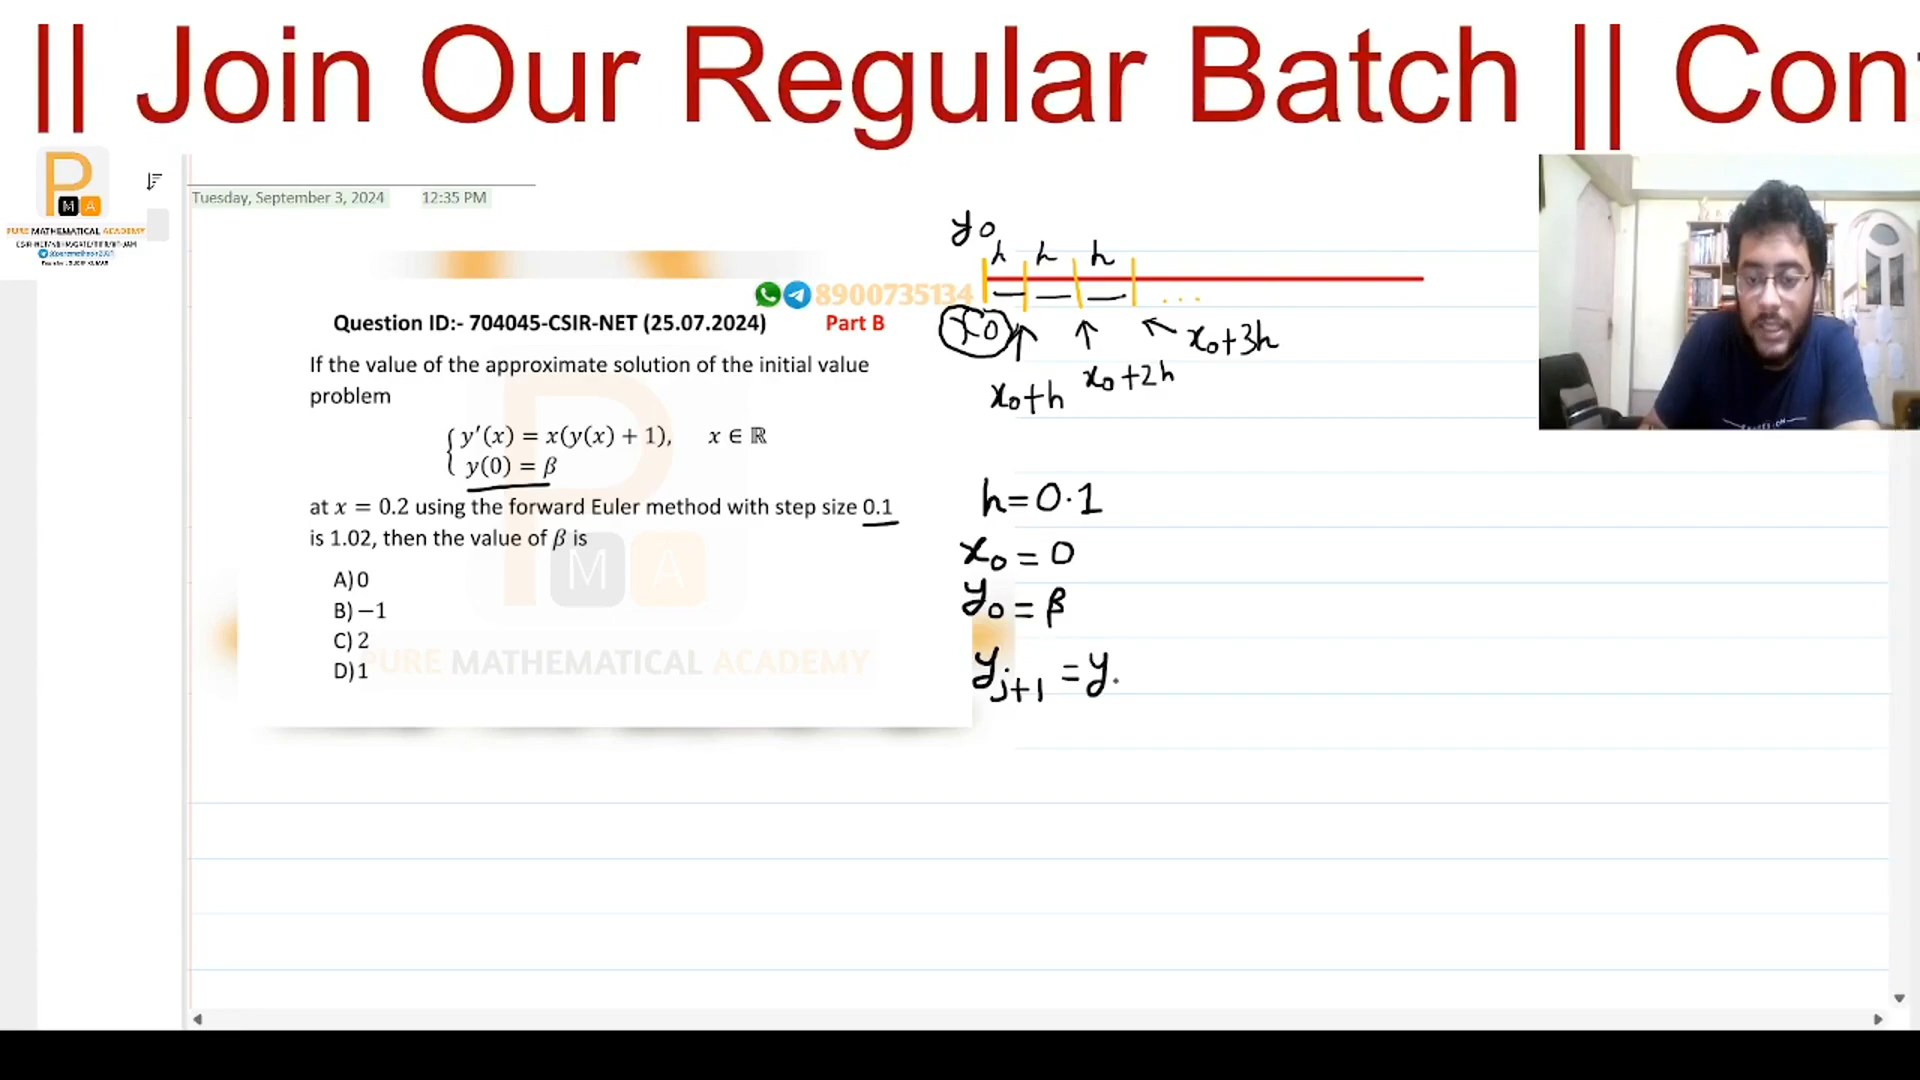 || Join Our Regular Batch || Con
P
M A
PURE MATHEMATICAL ACADEMY
Tuesday, September 3, 2024 12:35 PM
8900735134
Question ID:- 704045-CSIR-NET (25.07.2024) Part B
If the value of the approximate solution of the initial value
problem
y′(x) = x(y(x) + 1), x ∈ ℝ
y(0) = β
at x = 0.2 using the forward Euler method with step size 0.1
is 1.02, then the value of β is
A) 0
B) −1
C) 2
D) 1
P
M A
PURE MATHEMATICAL ACADEMY
y₀
h h h
...
x₀
x₀+h x₀+2h x₀+3h
h=0.1
x₀ = 0
y₀ = β
y_{j+1} = y.